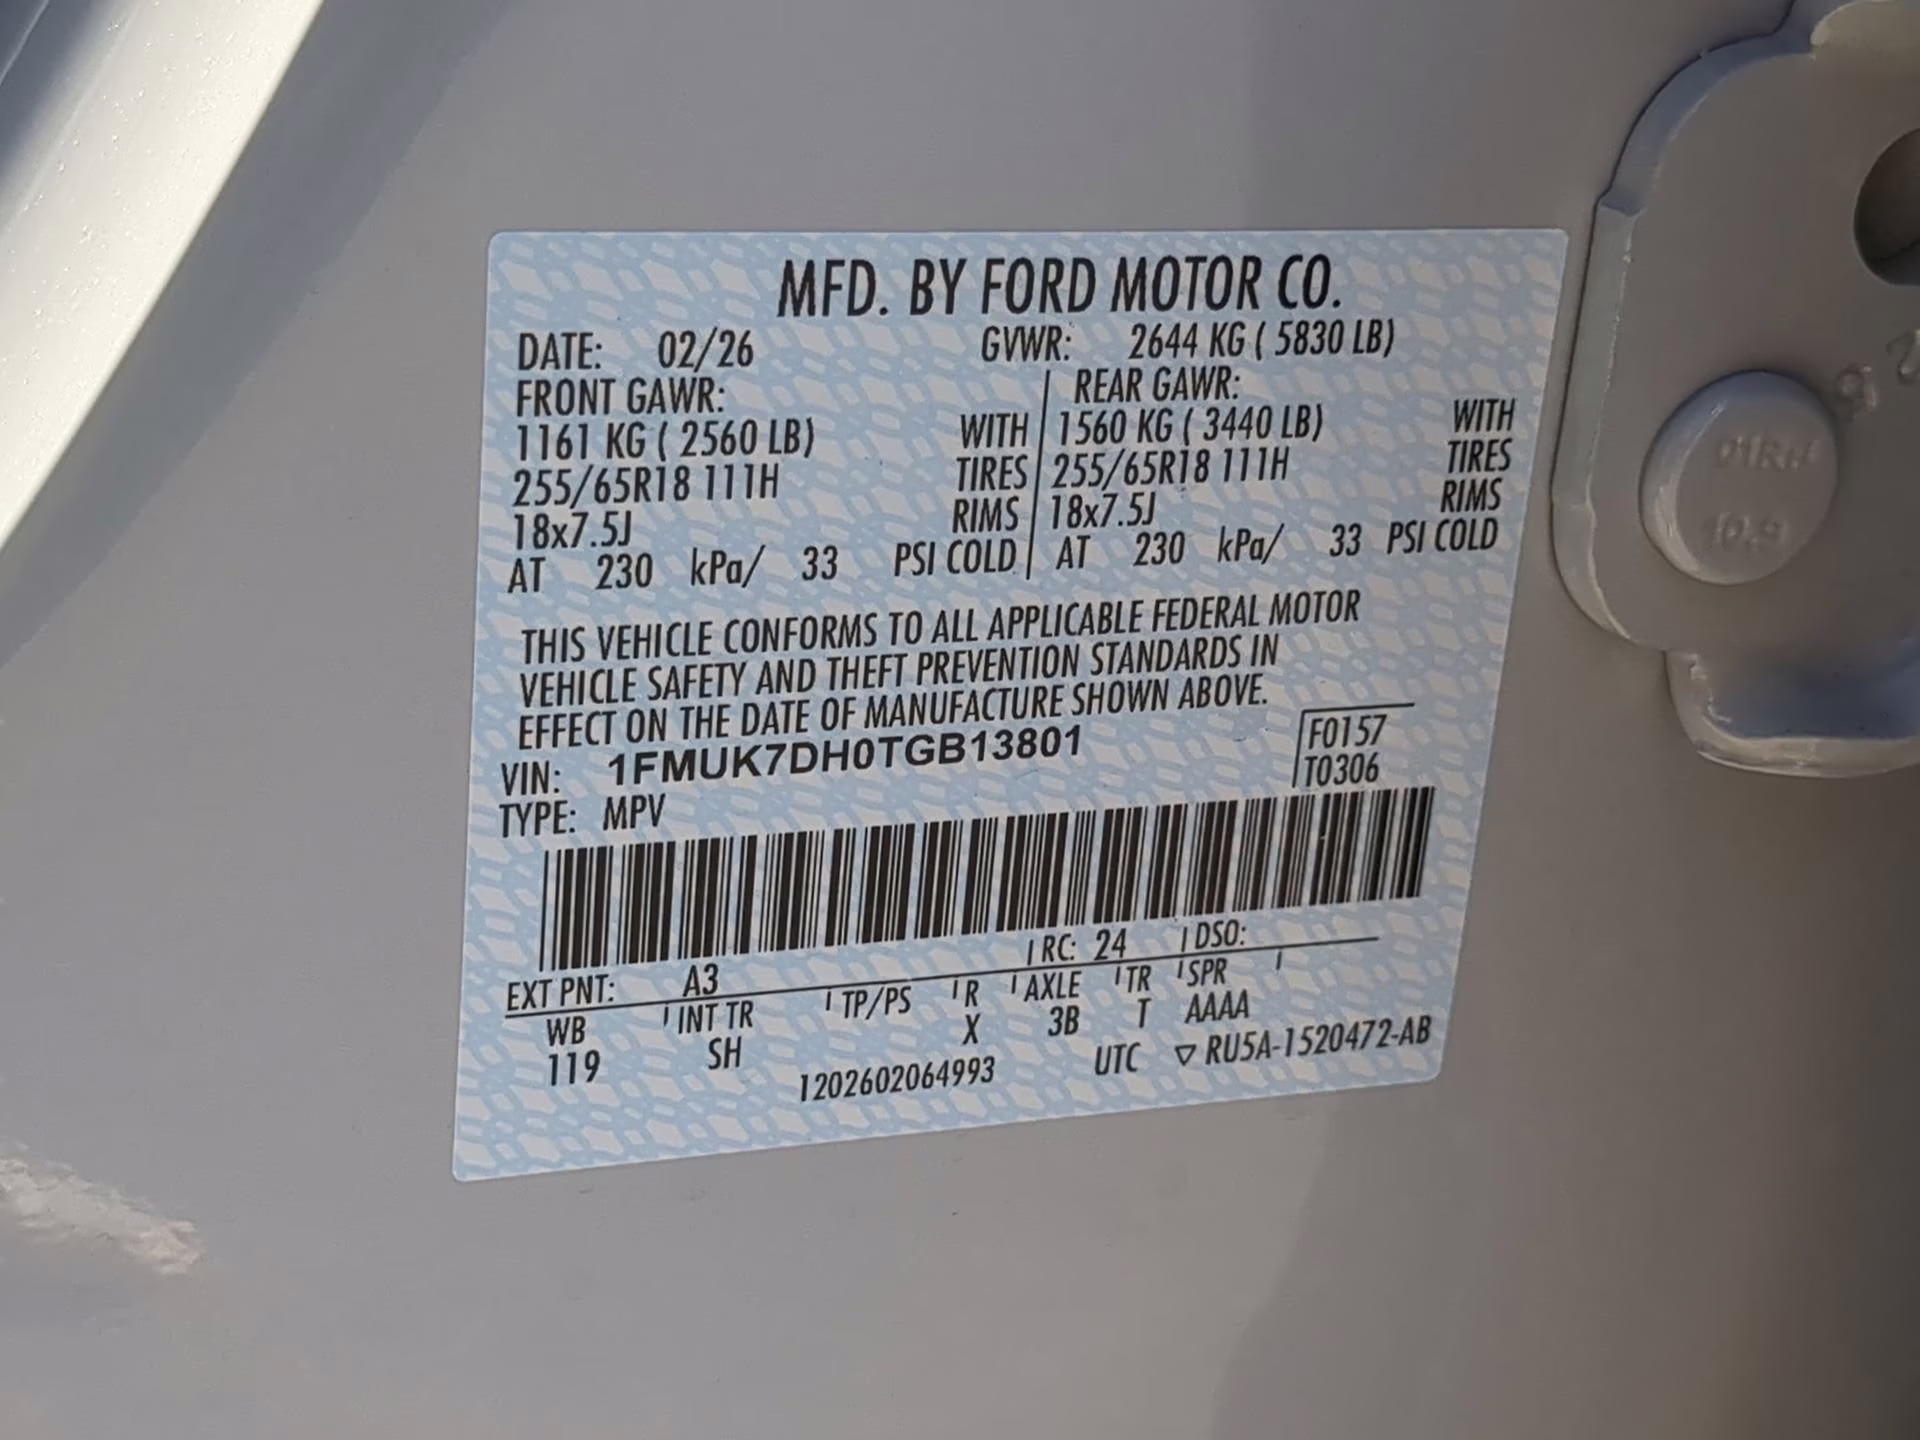 MFD. BY FORD MOTOR CO.
DATE: 02/26 GVWR: 2644 KG ( 5830 LB)
FRONT GAWR: REAR GAWR:
1161 KG ( 2560 LB) WITH 1560 KG ( 3440 LB) WITH
255/65R18 111H TIRES 255/65R18 111H TIRES
18x7.5J RIMS 18x7.5J RIMS
AT 230 kPa/ 33 PSI COLD AT 230 kPa/ 33 PSI COLD
THIS VEHICLE CONFORMS TO ALL APPLICABLE FEDERAL MOTOR
VEHICLE SAFETY AND THEFT PREVENTION STANDARDS IN
EFFECT ON THE DATE OF MANUFACTURE SHOWN ABOVE.
VIN: 1FMUK7DH0TGB13801 F0157
TYPE: MPV T0306
EXT PNT: A3 RC: 24 DSO:
WB INT TR TP/PS R AXLE TR SPR
119 SH X 3B T AAAA
1202602064993 UTC ▽ RU5A-1520472-AB
10.9